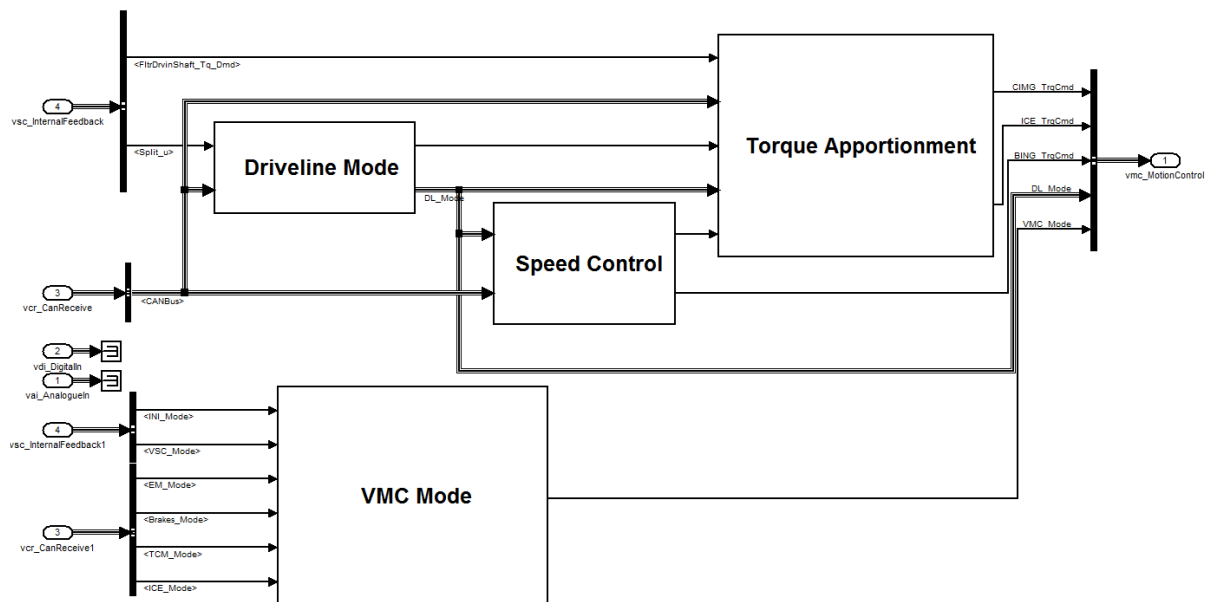 <FltrDrvinShaft_Tq_Dmd>
4
vsc_InternalFeedback
<Split_u>
Driveline Mode
DL_Mode
Torque Apportionment
Speed Control
CIMG_TrqCmd
ICE_TrqCmd
BING_TrqCmd
DL_Mode
VMC_Mode
1
vmc_MotionControl
3
vcr_CanReceive
<CANBus>
2
vdi_DigitalIn
1
vai_AnalogueIn
4
vsc_InternalFeedback1
<INI_Mode>
<VSC_Mode>
<EM_Mode>
<Brakes_Mode>
3
vcr_CanReceive1
<TCM_Mode>
<ICE_Mode>
VMC Mode